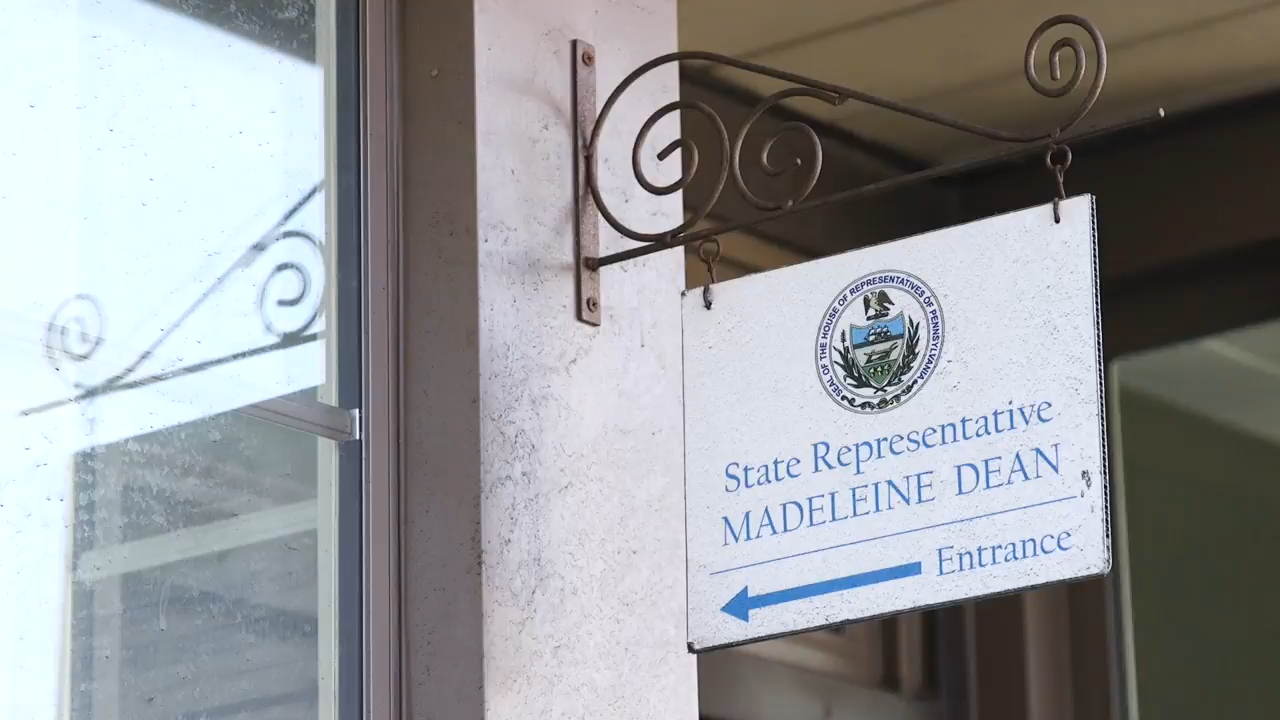 SEAL OF THE HOUSE OF REPRESENTATIVES OF PENNSYLVANIA
State Representative
MADELEINE DEAN
Entrance